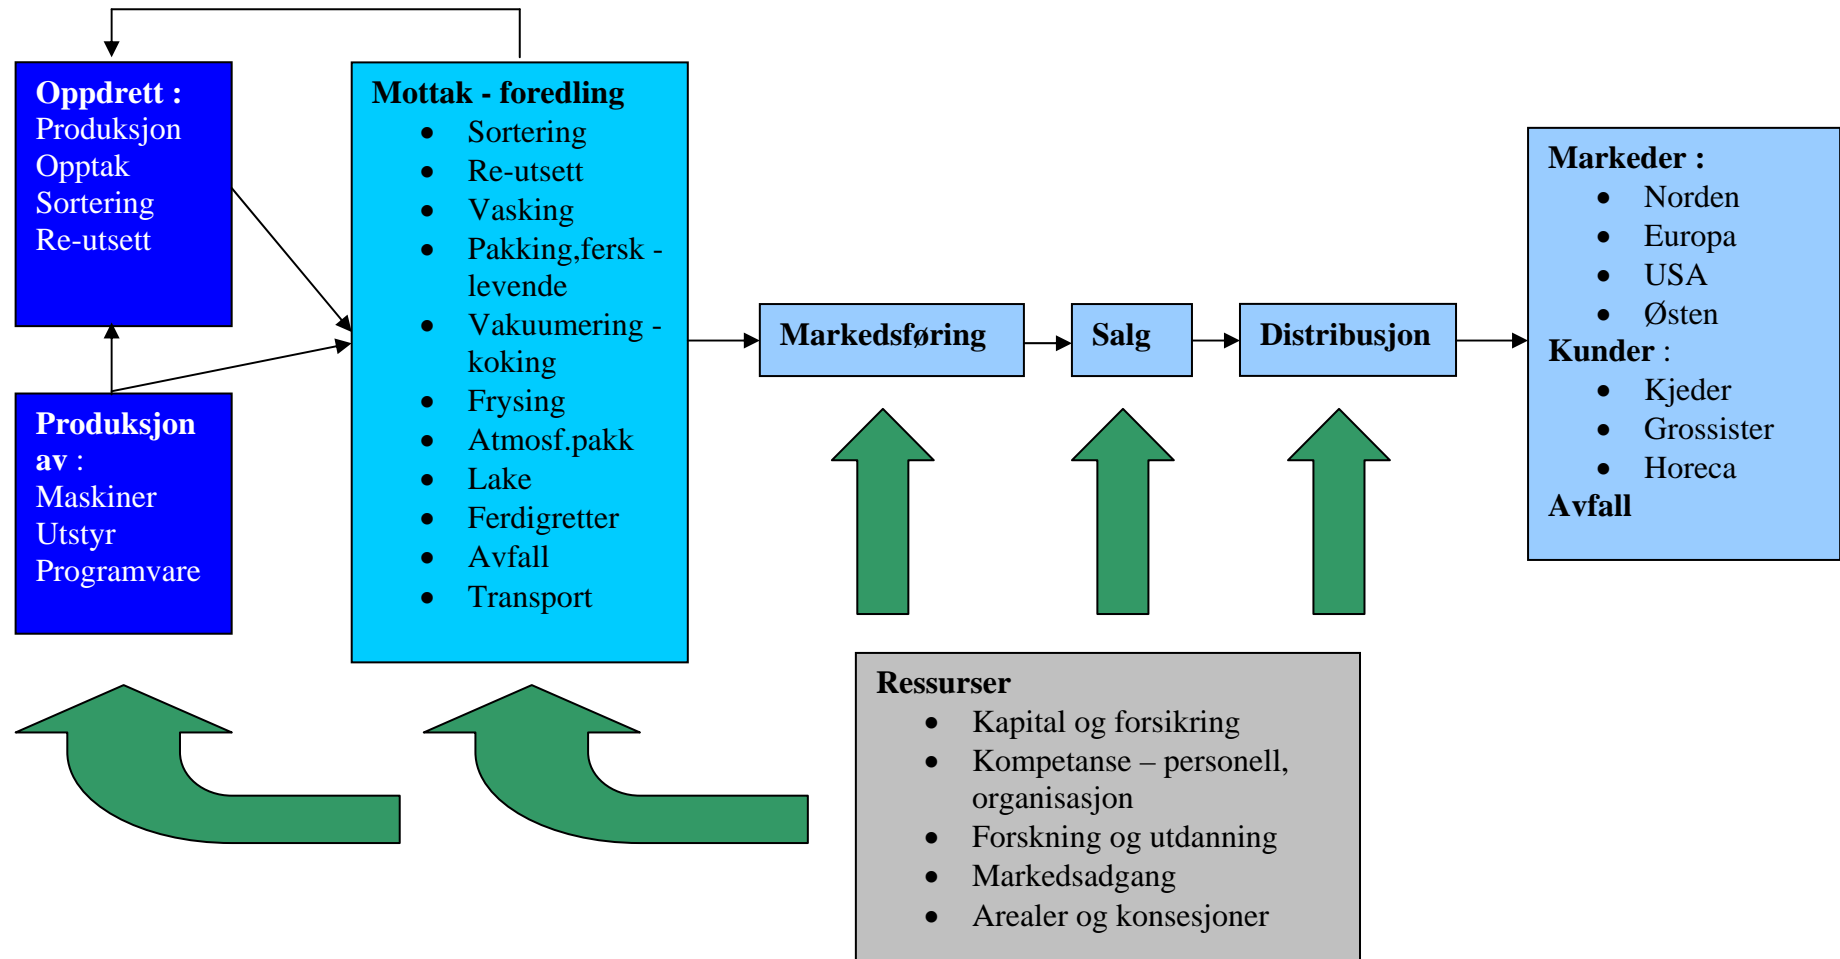 Oppdrett :
Produksjon
Opptak
Sortering
Re-utsett
Produksjon
av :
Maskiner
Utstyr
Programvare
Mottak - foredling
• Sortering
• Re-utsett
• Vasking
• Pakking,fersk -
levende
• Vakuumering -
koking
• Frysing
• Atmosf.pakk
• Lake
• Ferdigretter
• Avfall
• Transport
Markedsføring
Salg
Distribusjon
Markeder :
• Norden
• Europa
• USA
• Østen
Kunder :
• Kjeder
• Grossister
• Horeca
Avfall
Ressurser
• Kapital og forsikring
• Kompetanse – personell,
organisasjon
• Forskning og utdanning
• Markedsadgang
• Arealer og konsesjoner